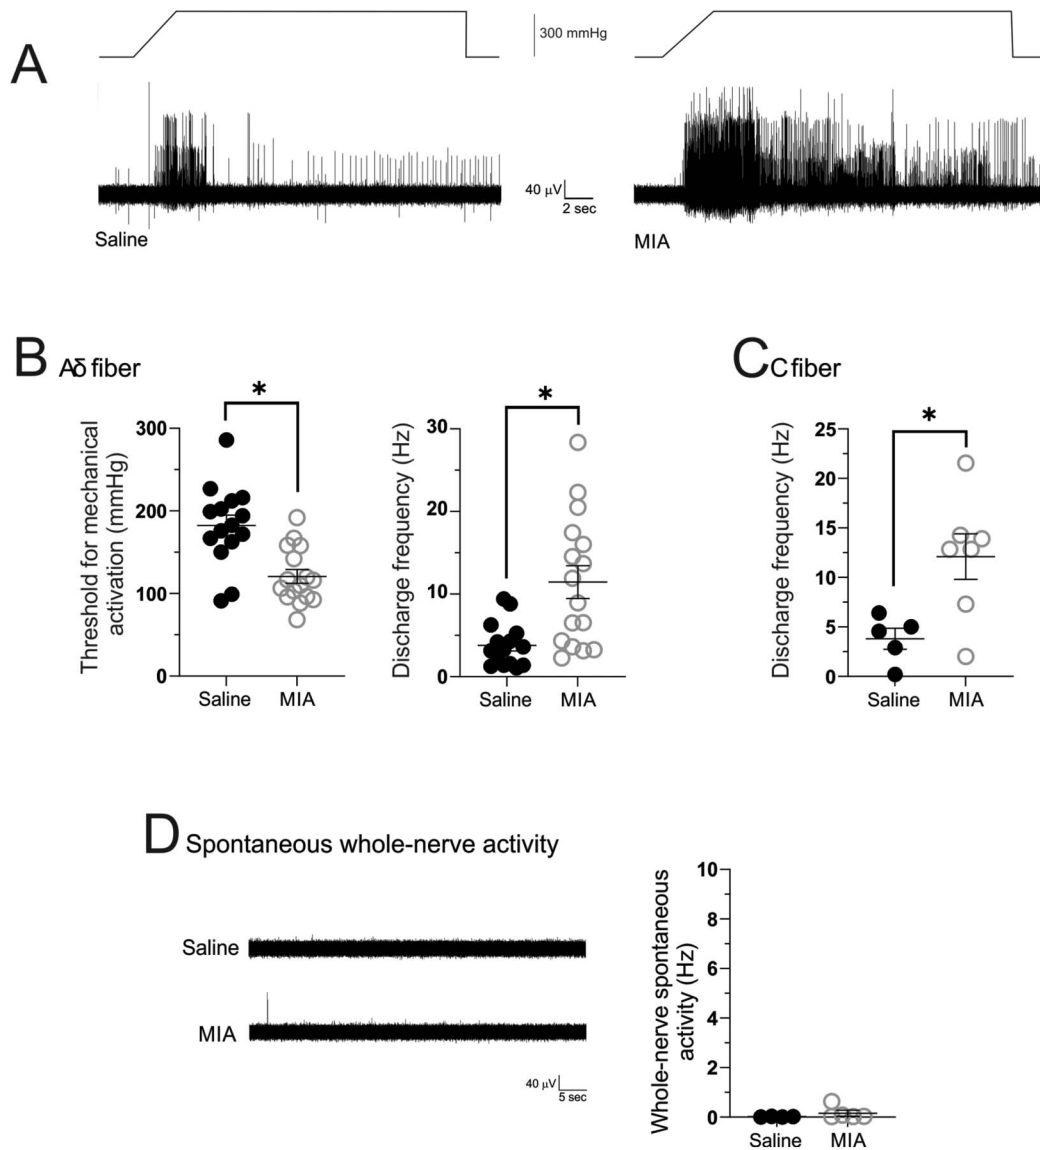 A
300 mmHg
40 μV
2 sec
Saline
MIA
B Aδ fiber
*
Threshold for mechanical
activation (mmHg)
300
200
100
0
Saline
MIA
*
Discharge frequency (Hz)
30
20
10
0
Saline
MIA
C C fiber
*
Discharge frequency (Hz)
25
20
15
10
5
0
Saline
MIA
D Spontaneous whole-nerve activity
Saline
MIA
40 μV
5 sec
Whole-nerve spontaneous
activity (Hz)
10
8
6
4
2
0
Saline
MIA